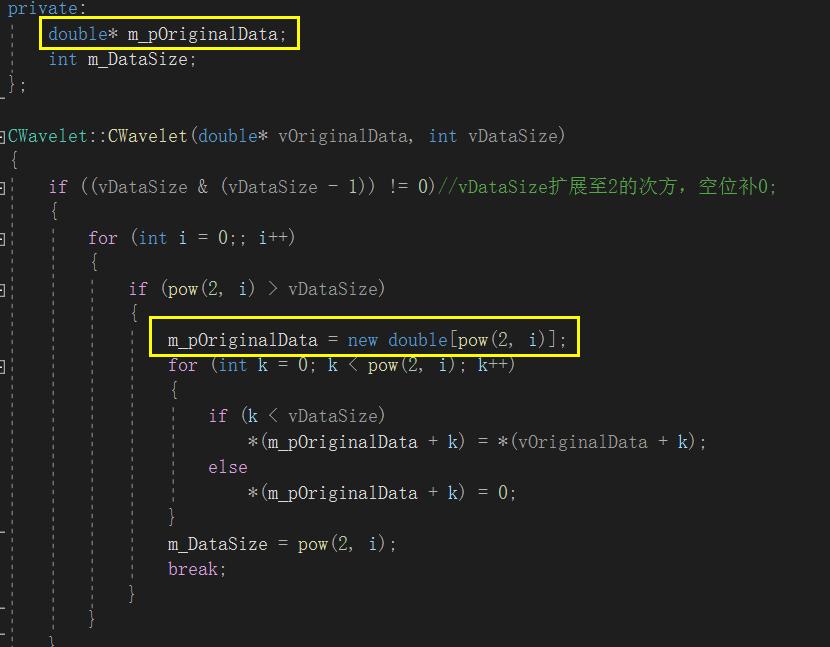 private:
double* m_pOriginalData;
int m_DataSize;
};
CWavelet::CWavelet(double* vOriginalData, int vDataSize)
{
if ((vDataSize & (vDataSize - 1)) != 0)//vDataSize扩展至2的次方，空位补0;
{
for (int i = 0;; i++)
{
if (pow(2, i) > vDataSize)
{
m_pOriginalData = new double[pow(2, i)];
for (int k = 0; k < pow(2, i); k++)
{
if (k < vDataSize)
*(m_pOriginalData + k) = *(vOriginalData + k);
else
*(m_pOriginalData + k) = 0;
}
m_DataSize = pow(2, i);
break;
}
}
}